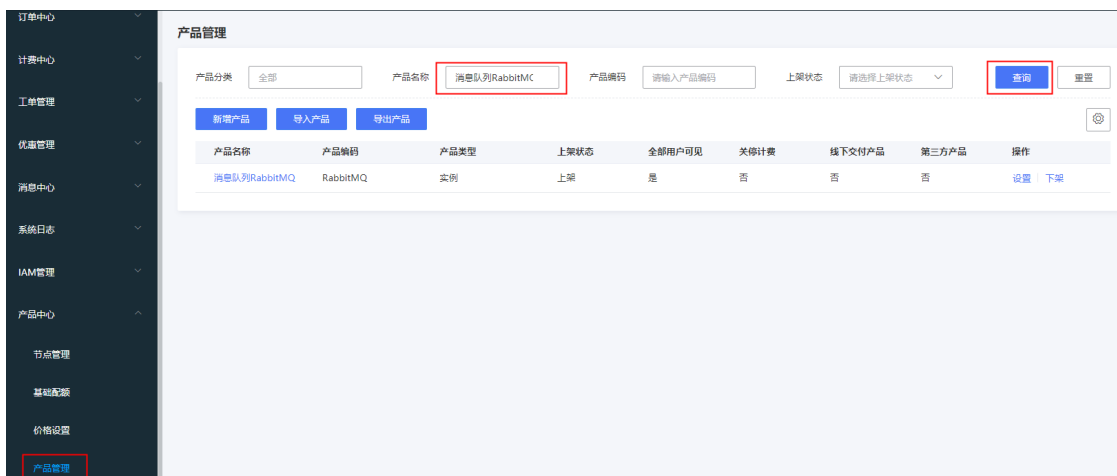 订单中心
计费中心
工单管理
优惠管理
消息中心
系统日志
IAM管理
产品中心
节点管理
基础配额
价格设置
产品管理
产品管理
产品分类 全部 产品名称 消息队列RabbitMC 产品编码 请输入产品编码 上架状态 请选择上架状态 查询 重置
新增产品 导入产品 导出产品
产品名称 产品编码 产品类型 上架状态 全部用户可见 关停计费 线下交付产品 第三方产品 操作
消息队列RabbitMQ RabbitMQ 实例 上架 是 否 否 否 设置 下架